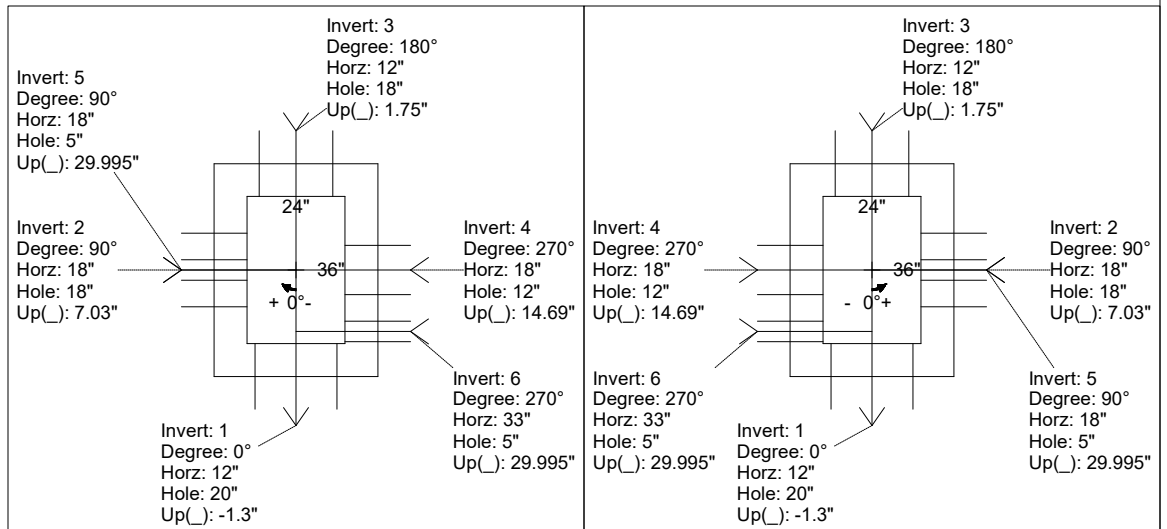 Invert: 3
Degree: 180°
Horz: 12"
Hole: 18"
Up(_): 1.75"
Invert: 5
Degree: 90°
Horz: 18"
Hole: 5"
Up(_): 29.995"
24"
Invert: 2
Degree: 90°
Horz: 18"
Hole: 18"
Up(_): 7.03"
Invert: 4
Degree: 270°
Horz: 18"
Hole: 12"
Up(_): 14.69"
36"
+ 0°-
Invert: 6
Degree: 270°
Horz: 33"
Hole: 5"
Up(_): 29.995"
Invert: 1
Degree: 0°
Horz: 12"
Hole: 20"
Up(_): -1.3"
Invert: 3
Degree: 180°
Horz: 12"
Hole: 18"
Up(_): 1.75"
24"
Invert: 4
Degree: 270°
Horz: 18"
Hole: 12"
Up(_): 14.69"
Invert: 2
Degree: 90°
Horz: 18"
Hole: 18"
Up(_): 7.03"
36"
- 0°+
Invert: 6
Degree: 270°
Horz: 33"
Hole: 5"
Up(_): 29.995"
Invert: 5
Degree: 90°
Horz: 18"
Hole: 5"
Up(_): 29.995"
Invert: 1
Degree: 0°
Horz: 12"
Hole: 20"
Up(_): -1.3"